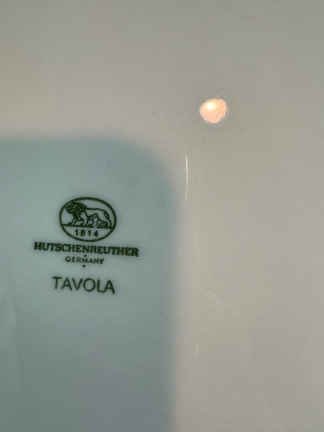 1814
HUTSCHENREUTHER
GERMANY
TAVOLA